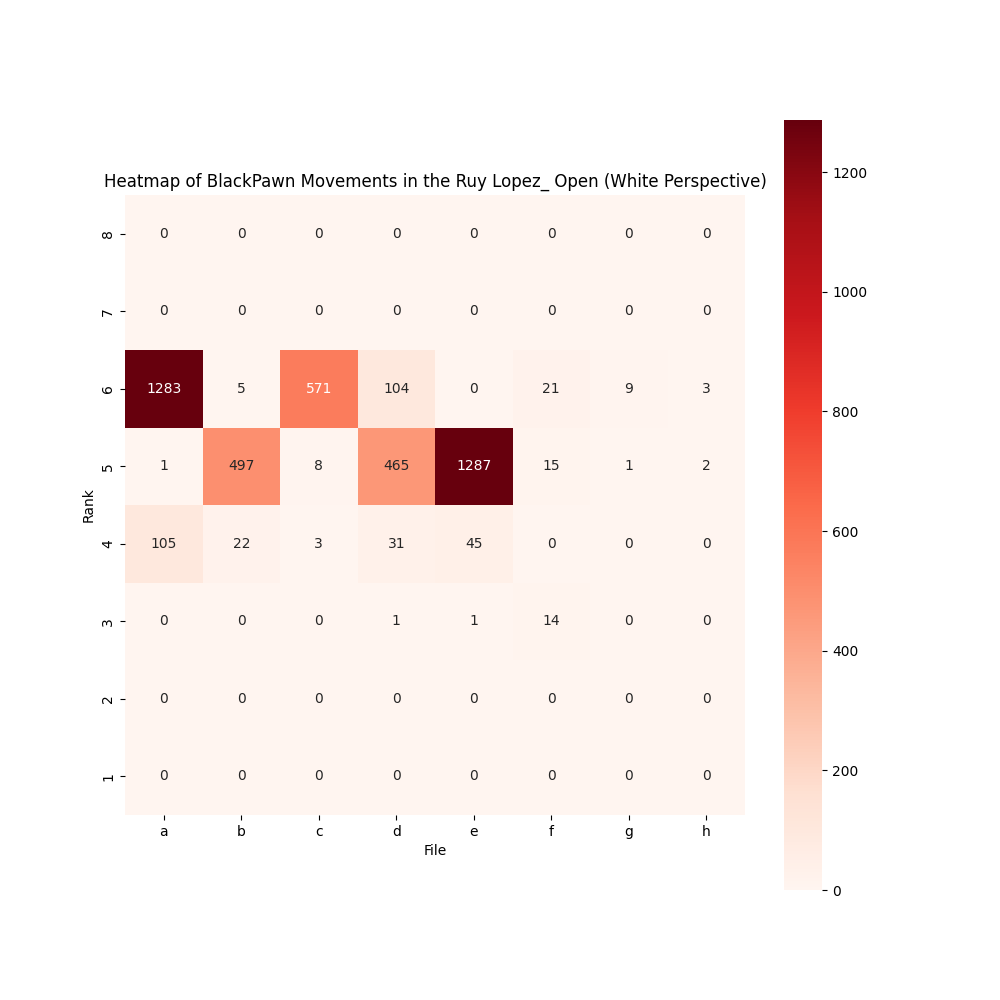 Heatmap of BlackPawn Movements in the Ruy Lopez_ Open (White Perspective)
8 0 0 0 0 0 0 0 0
7 0 0 0 0 0 0 0 0
6 1283 5 571 104 0 21 9 3
5 1 497 8 465 1287 15 1 2
4 105 22 3 31 45 0 0 0
3 0 0 0 1 1 14 0 0
2 0 0 0 0 0 0 0 0
1 0 0 0 0 0 0 0 0
a b c d e f g h
File
Rank
1200
1000
800
600
400
200
0